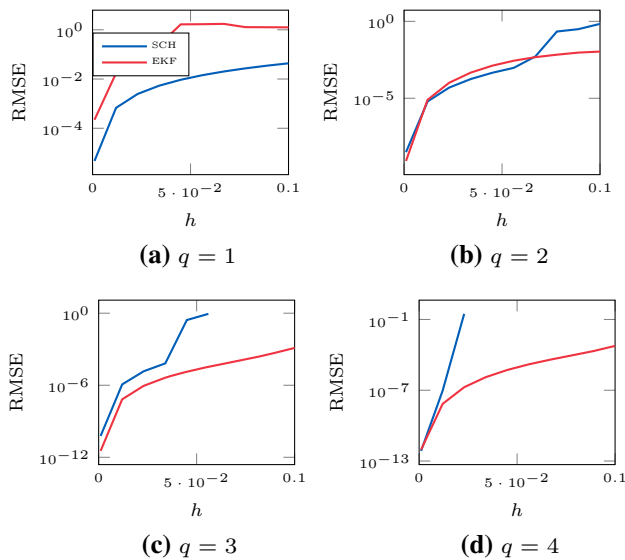 10^0
10^-2
10^-4
RMSE
SCH
EKF
0
5 · 10^-2
0.1
h
(a) q = 1
10^0
10^-5
RMSE
0
5 · 10^-2
0.1
h
(b) q = 2
10^0
10^-6
10^-12
RMSE
0
5 · 10^-2
0.1
h
(c) q = 3
10^-1
10^-7
10^-13
RMSE
0
5 · 10^-2
0.1
h
(d) q = 4